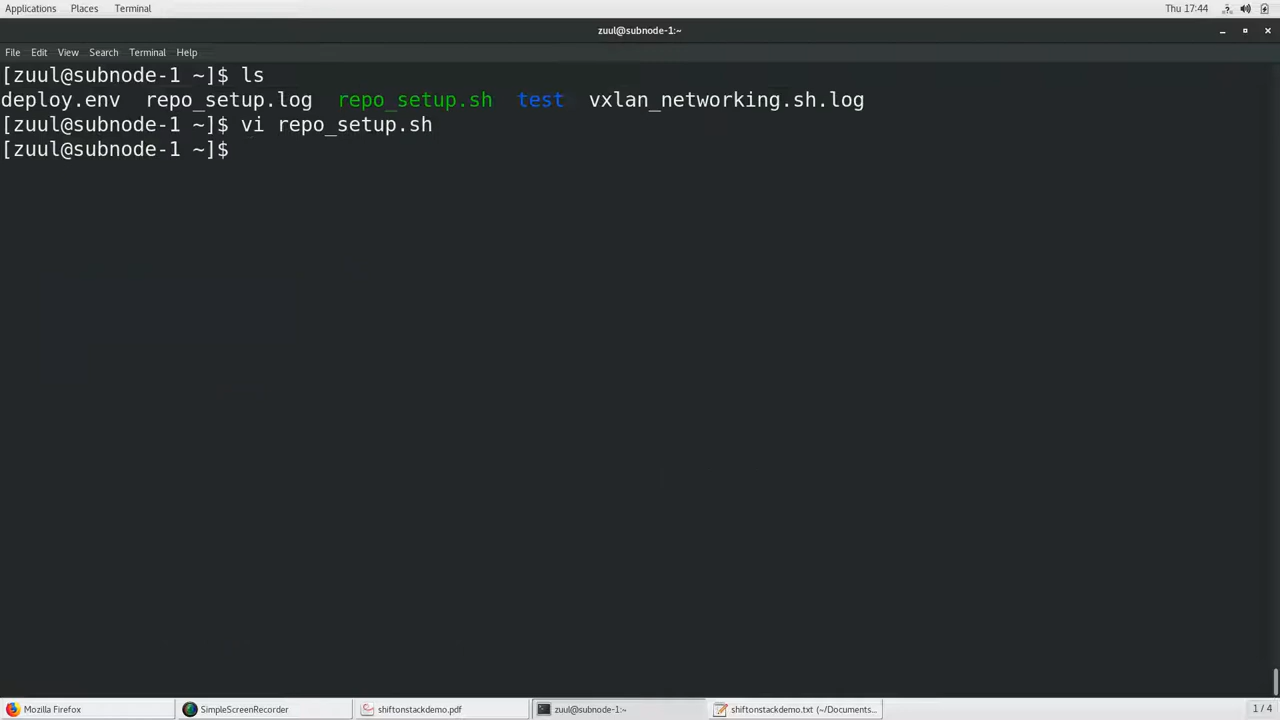 Applications Places Terminal Thu 17:44
zuul@subnode-1:~
File Edit View Search Terminal Help
[zuul@subnode-1 ~]$ ls
deploy.env repo_setup.log repo_setup.sh test vxlan_networking.sh.log
[zuul@subnode-1 ~]$ vi repo_setup.sh
[zuul@subnode-1 ~]$
Mozilla Firefox SimpleScreenRecorder shiftonstackdemo.pdf zuul@subnode-1:~ shiftonstackdemo.txt (~/Documents... 1 / 4